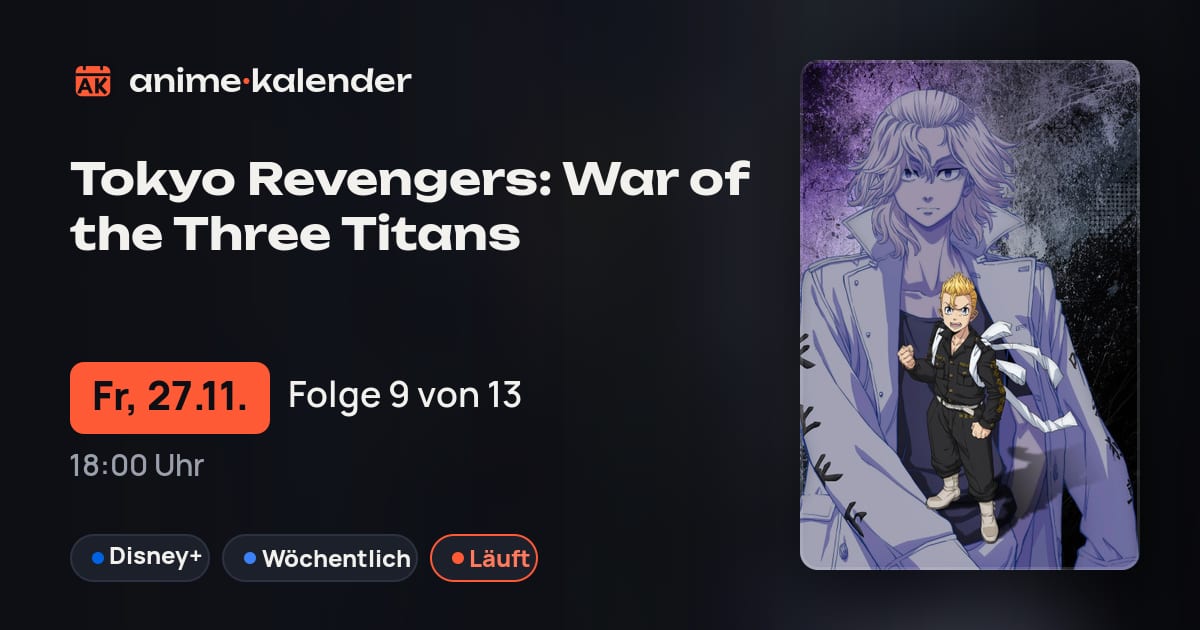 AK
anime·kalender
Tokyo Revengers: War of
the Three Titans
Fr, 27.11.
Folge 9 von 13
18:00 Uhr
Disney+
Wöchentlich
Läuft